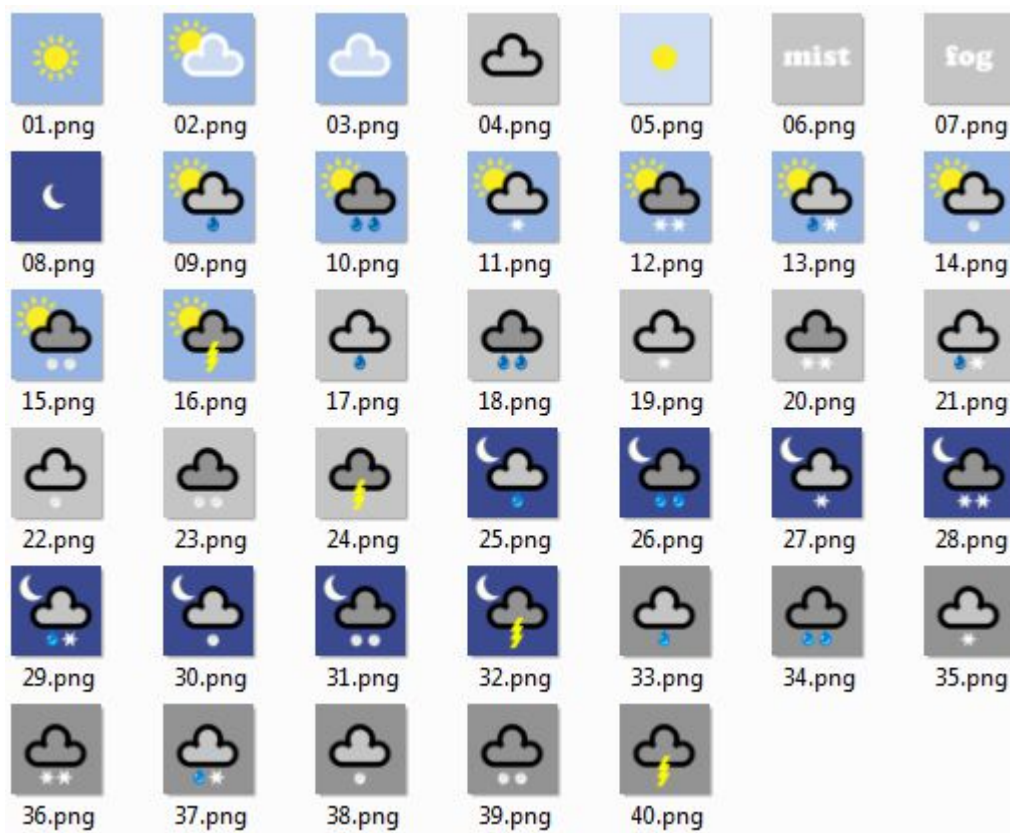 mist fog
01.png 02.png 03.png 04.png 05.png 06.png 07.png
08.png 09.png 10.png 11.png 12.png 13.png 14.png
15.png 16.png 17.png 18.png 19.png 20.png 21.png
22.png 23.png 24.png 25.png 26.png 27.png 28.png
29.png 30.png 31.png 32.png 33.png 34.png 35.png
36.png 37.png 38.png 39.png 40.png